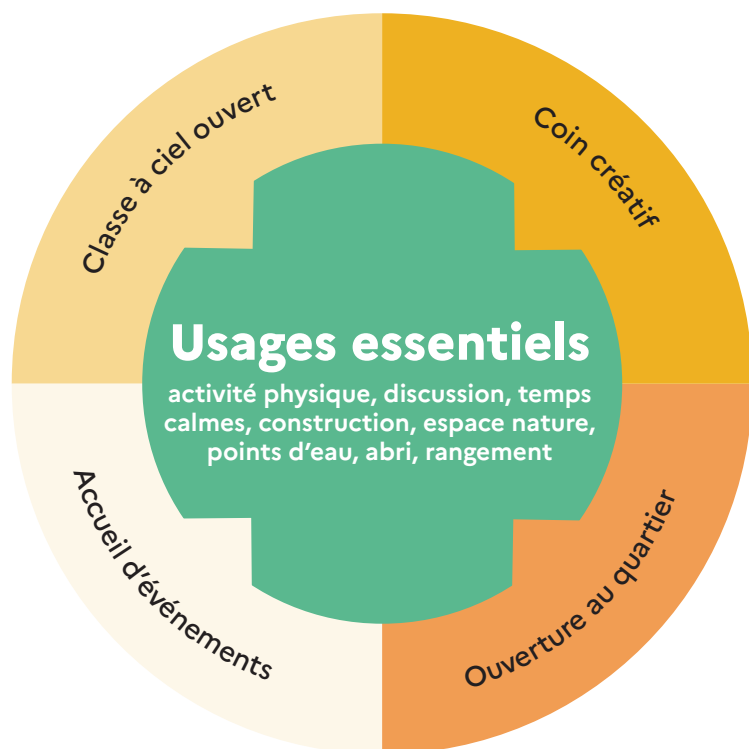 Classe à ciel ouvert
Coin créatif
Usages essentiels
activité physique, discussion, temps
calmes, construction, espace nature,
points d'eau, abri, rangement
Accueil d'événements
Ouverture au quartier